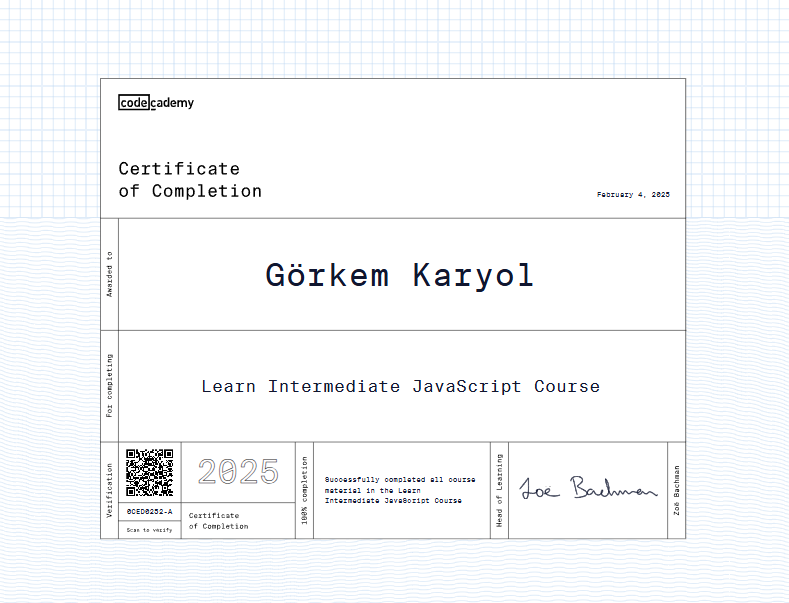 codecademy
Certificate
of Completion
February 4, 2025
Awarded to
Görkem Karyol
For completing
Learn Intermediate JavaScript Course
Verification
0CED0252-A
Scan to verify
2025
Certificate
of Completion
100% completion
Successfully completed all course
material in the Learn
Intermediate JavaScript Course
Head of Learning
Zoë Bachman
Zoë Bachman